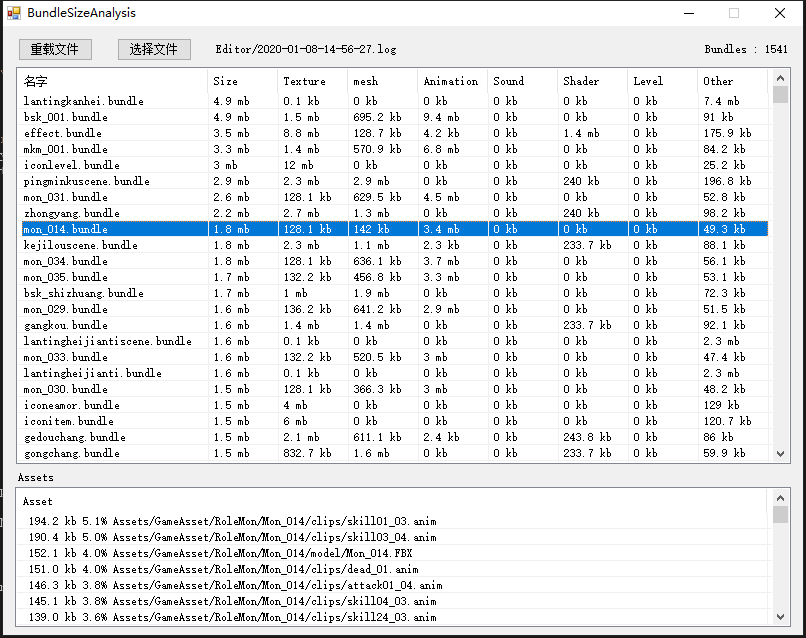 BundleSizeAnalysis
重载文件 选择文件 Editor/2020-01-08-14-56-27.log Bundles : 1541
名字 Size Texture mesh Animation Sound Shader Level Other
lantingkanhei.bundle 4.9 mb 0.1 kb 0 kb 0 kb 0 kb 0 kb 0 kb 7.4 mb
bsk_001.bundle 4.9 mb 1.5 mb 695.2 kb 9.4 mb 0 kb 0 kb 0 kb 91 kb
effect.bundle 3.5 mb 8.8 mb 128.7 kb 4.2 kb 0 kb 1.4 mb 0 kb 175.9 kb
mkm_001.bundle 3.3 mb 1.4 mb 570.9 kb 6.8 mb 0 kb 0 kb 0 kb 84.2 kb
iconlevel.bundle 3 mb 12 mb 0 kb 0 kb 0 kb 0 kb 0 kb 25.2 kb
pingminkuscene.bundle 2.9 mb 2.3 mb 2.9 mb 0 kb 0 kb 240 kb 0 kb 196.8 kb
mon_031.bundle 2.6 mb 128.1 kb 629.5 kb 4.5 mb 0 kb 0 kb 0 kb 52.8 kb
zhongyang.bundle 2.2 mb 2.7 mb 1.3 mb 0 kb 0 kb 240 kb 0 kb 98.2 kb
mon_014.bundle 1.8 mb 128.1 kb 142 kb 3.4 mb 0 kb 0 kb 0 kb 49.3 kb
kejilouscene.bundle 1.8 mb 2.3 mb 1.1 mb 2.3 kb 0 kb 233.7 kb 0 kb 88.1 kb
mon_034.bundle 1.8 mb 128.1 kb 636.1 kb 3.7 mb 0 kb 0 kb 0 kb 56.1 kb
mon_035.bundle 1.7 mb 132.2 kb 456.8 kb 3.3 mb 0 kb 0 kb 0 kb 53.1 kb
bsk_shizhuang.bundle 1.7 mb 1 mb 1.9 mb 0 kb 0 kb 0 kb 0 kb 72.3 kb
mon_029.bundle 1.6 mb 136.2 kb 641.2 kb 2.9 mb 0 kb 0 kb 0 kb 51.5 kb
gangkou.bundle 1.6 mb 1.4 mb 1.4 mb 0 kb 0 kb 233.7 kb 0 kb 92.1 kb
lantingheijiantiscene.bundle 1.6 mb 0.1 kb 0 kb 0 kb 0 kb 0 kb 0 kb 2.3 mb
mon_033.bundle 1.6 mb 132.2 kb 520.5 kb 3 mb 0 kb 0 kb 0 kb 47.4 kb
lantingheijianti.bundle 1.6 mb 0.1 kb 0 kb 0 kb 0 kb 0 kb 0 kb 2.3 mb
mon_030.bundle 1.5 mb 128.1 kb 366.3 kb 3 mb 0 kb 0 kb 0 kb 48.2 kb
iconeamor.bundle 1.5 mb 4 mb 0 kb 0 kb 0 kb 0 kb 0 kb 129 kb
iconitem.bundle 1.5 mb 6 mb 0 kb 0 kb 0 kb 0 kb 0 kb 120.7 kb
gedouchang.bundle 1.5 mb 2.1 mb 611.1 kb 2.4 kb 0 kb 243.8 kb 0 kb 86 kb
gongchang.bundle 1.5 mb 832.7 kb 1.6 mb 0 kb 0 kb 233.7 kb 0 kb 59.9 kb
Assets
Asset
194.2 kb 5.1% Assets/GameAsset/RoleMon/Mon_014/clips/skill01_03.anim
190.4 kb 5.0% Assets/GameAsset/RoleMon/Mon_014/clips/skill03_04.anim
152.1 kb 4.0% Assets/GameAsset/RoleMon/Mon_014/model/Mon_014.FBX
151.0 kb 4.0% Assets/GameAsset/RoleMon/Mon_014/clips/dead_01.anim
146.3 kb 3.8% Assets/GameAsset/RoleMon/Mon_014/clips/attack01_04.anim
145.1 kb 3.8% Assets/GameAsset/RoleMon/Mon_014/clips/skill04_03.anim
139.0 kb 3.6% Assets/GameAsset/RoleMon/Mon_014/clips/skill24_03.anim